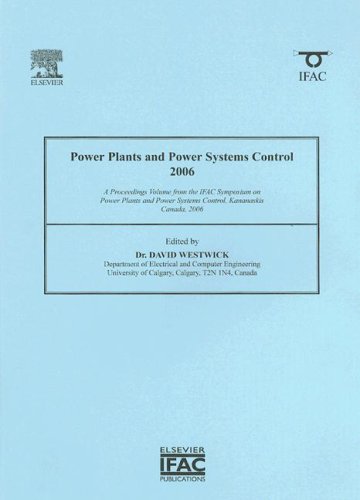 ELSEVIER
IFAC
Power Plants and Power Systems Control
2006
A Proceedings Volume from the IFAC Symposium on
Power Plants and Power Systems Control, Kananaskis
Canada, 2006
Edited by
Dr. DAVID WESTWICK
Department of Electrical and Computer Engineering
University of Calgary, Calgary, T2N 1N4, Canada
ELSEVIER
IFAC
PUBLICATIONS